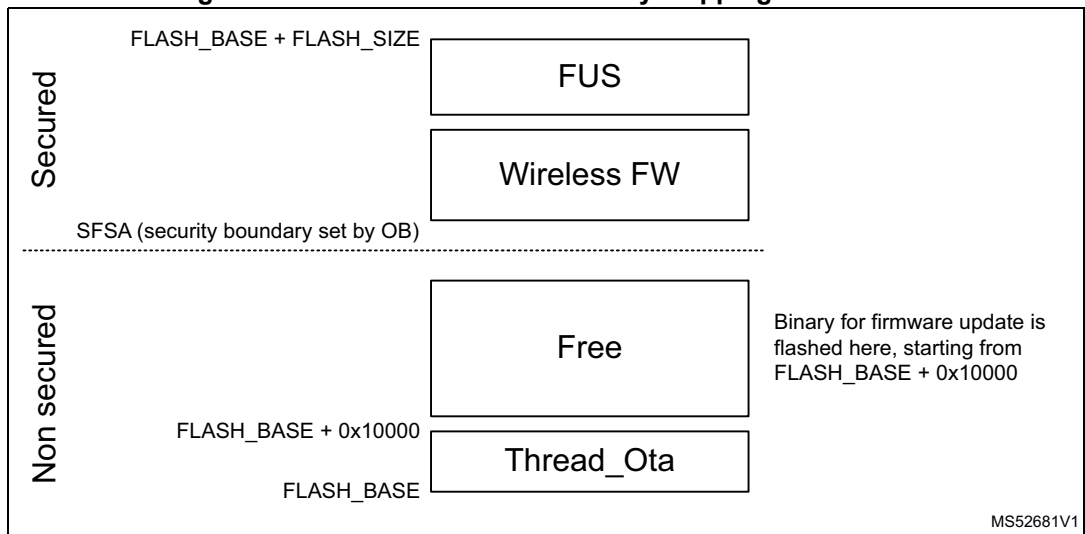 FLASH_BASE + FLASH_SIZE
FUS
Secured
Wireless FW
SFSA (security boundary set by OB)
Non secured
Free
Binary for firmware update is
flashed here, starting from
FLASH_BASE + 0x10000
FLASH_BASE + 0x10000
Thread_Ota
FLASH_BASE
MS52681V1